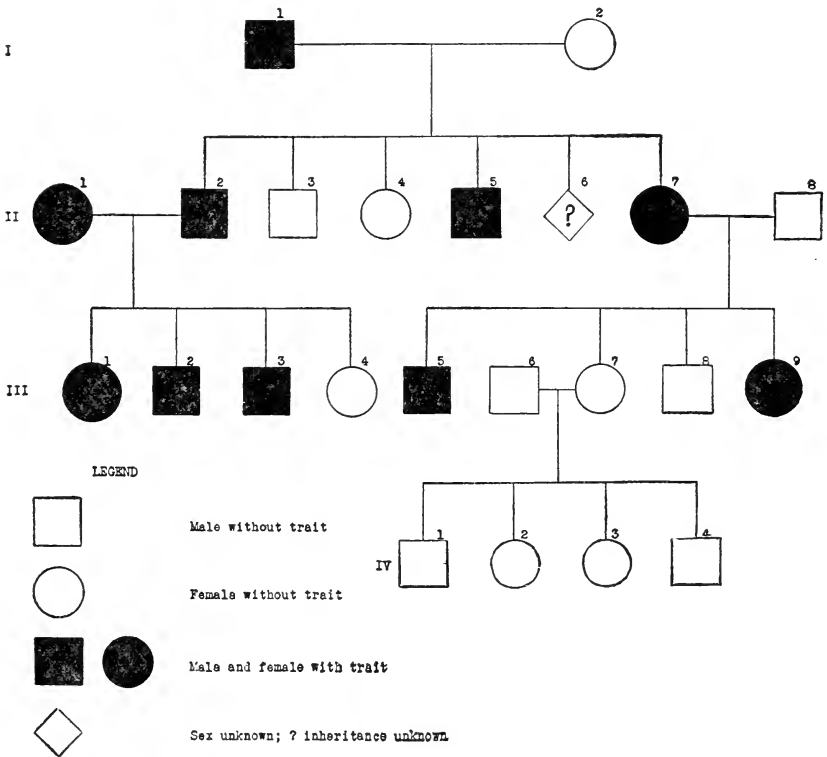 1 2
I
1 2 3 4 5 6 7 8
II ?
1 2 3 4 5 6 7 8 9
III
LEGEND
1 2 3 4
Male without trait
IV
Female without trait
Male and female with trait
Sex unknown; ? inheritance unknown